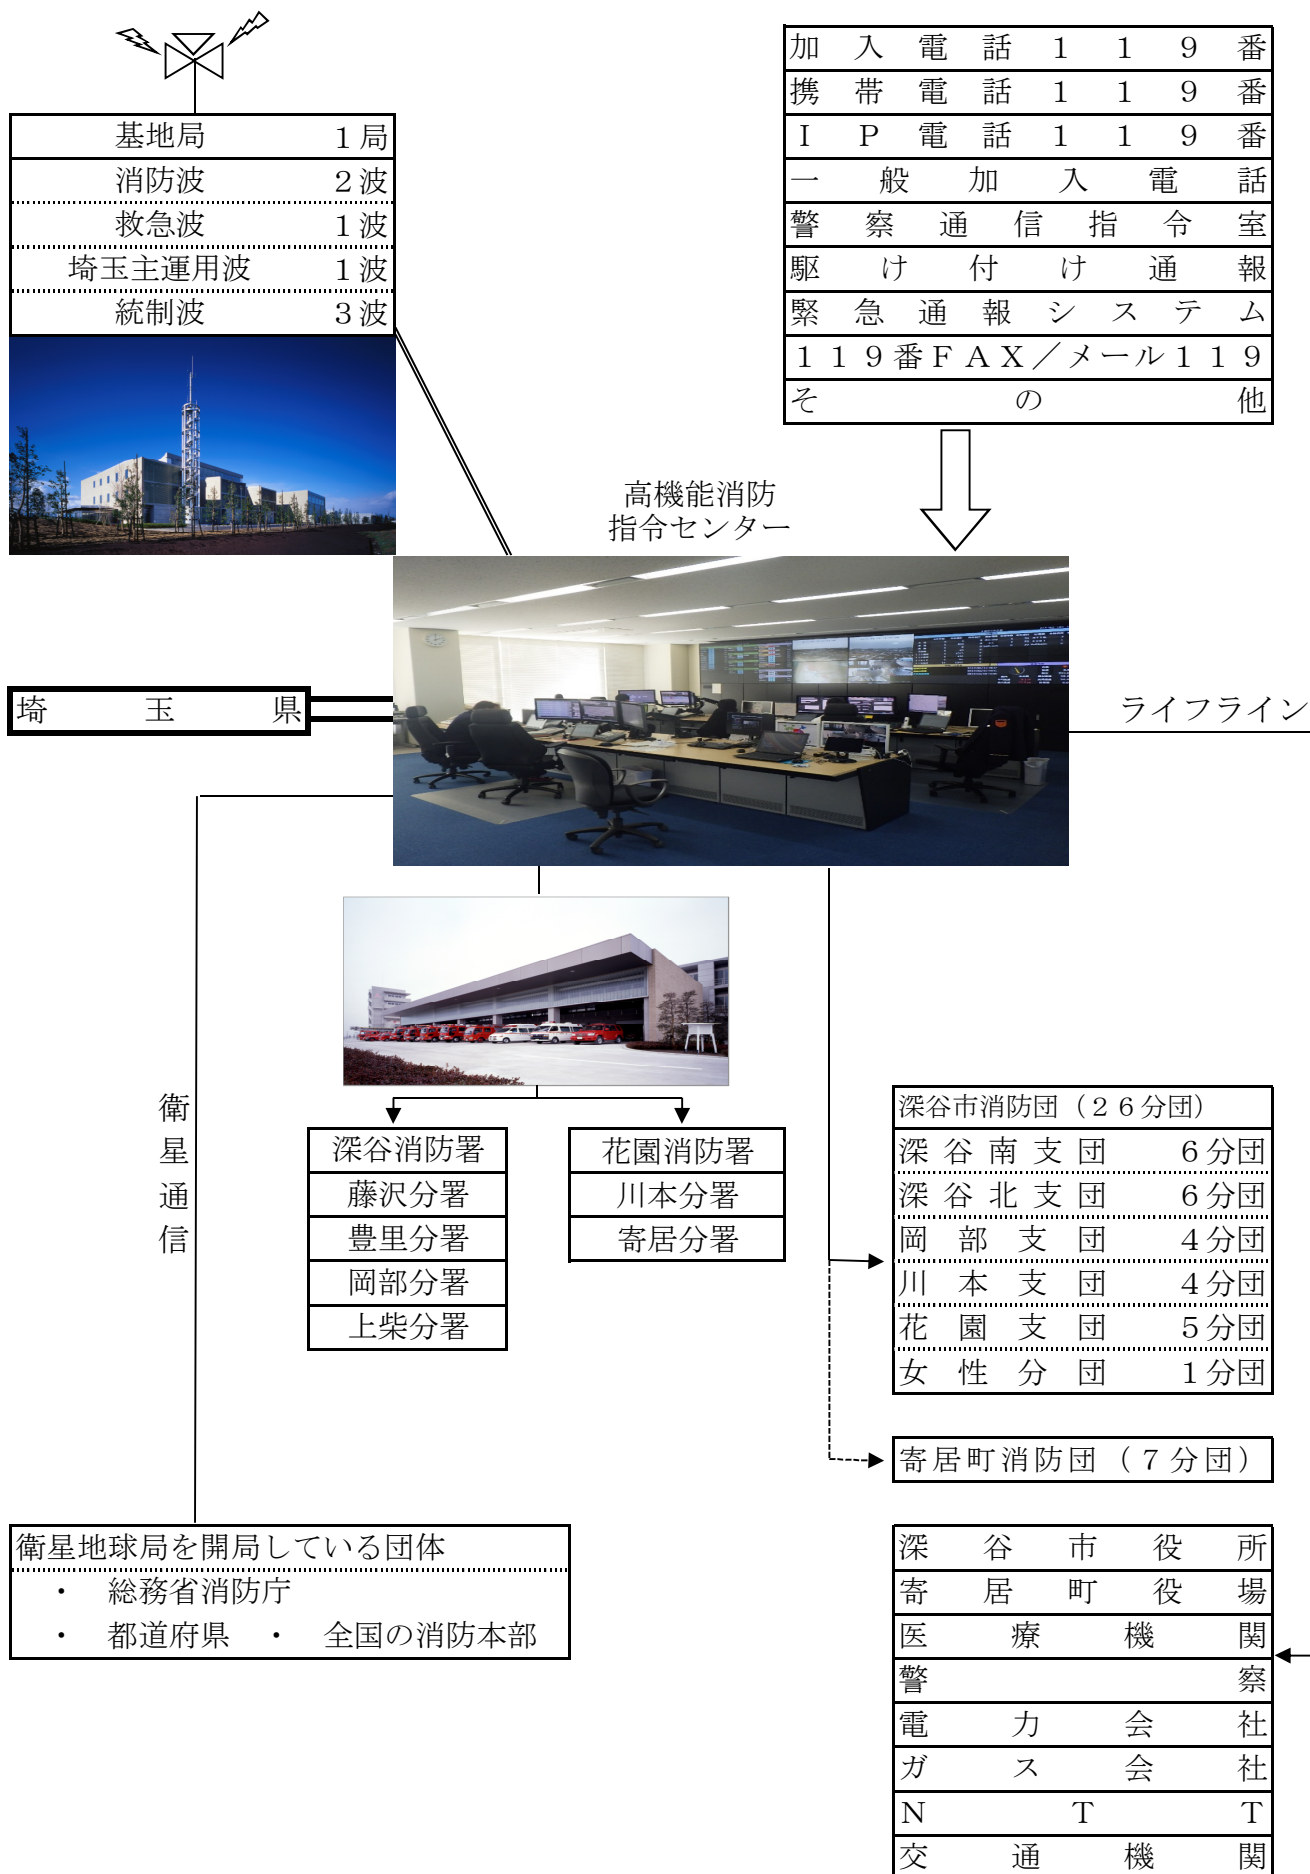 基地局 1局
消防波 2波
救急波 1波
埼玉主運用波 1波
統制波 3波
加入電話119番
携帯電話119番
IP電話119番
一般加入電話
警察通信指令室
駆け付け通報
緊急通報システム
119番FAX/メール119
その他
高機能消防
指令センター
埼玉県
ライフライン
衛星通信
深谷消防署
藤沢分署
豊里分署
岡部分署
上柴分署
花園消防署
川本分署
寄居分署
深谷市消防団(26分団)
深谷南支団 6分団
深谷北支団 6分団
岡部支団 4分団
川本支団 4分団
花園支団 5分団
女性分団 1分団
寄居町消防団(7分団)
衛星地球局を開局している団体
・ 総務省消防庁
・ 都道府県 ・ 全国の消防本部
深谷市役所
寄居町役場
医療機関
警察
電力会社
ガス会社
NTT
交通機関